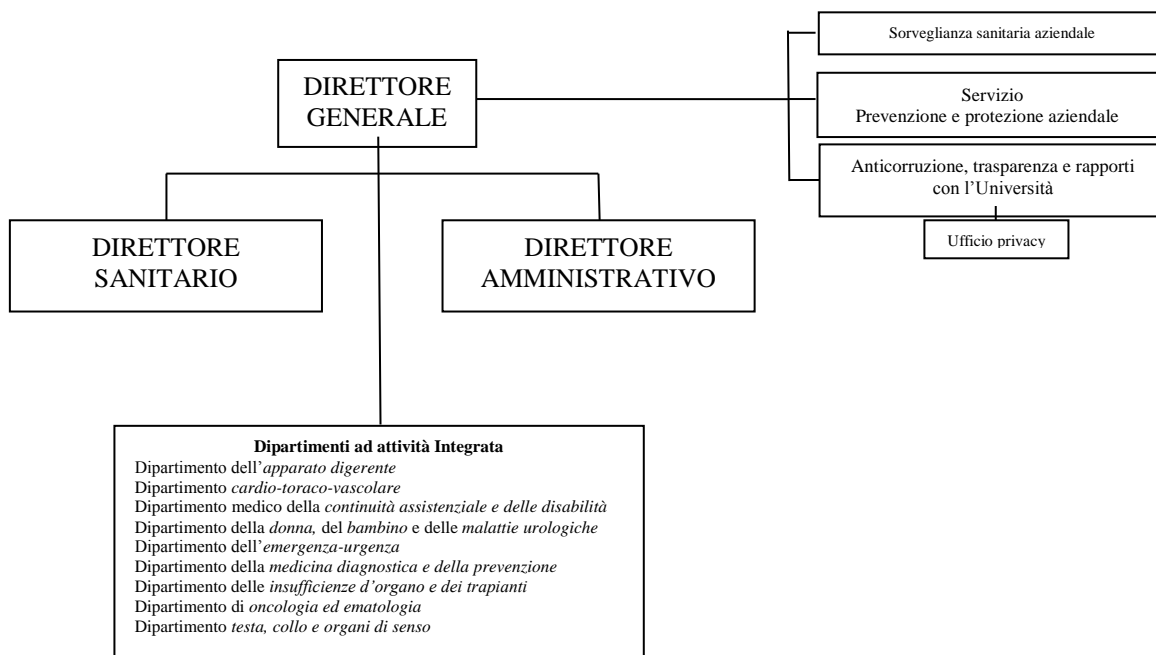 Sorveglianza sanitaria aziendale
DIRETTORE
GENERALE
Servizio
Prevenzione e protezione aziendale
Anticorruzione, trasparenza e rapporti
con l’Università
Ufficio privacy
DIRETTORE
SANITARIO
DIRETTORE
AMMINISTRATIVO
Dipartimenti ad attività Integrata
Dipartimento dell’apparato digerente
Dipartimento cardio-toraco-vascolare
Dipartimento medico della continuità assistenziale e delle disabilità
Dipartimento della donna, del bambino e delle malattie urologiche
Dipartimento dell’emergenza-urgenza
Dipartimento della medicina diagnostica e della prevenzione
Dipartimento delle insufficienze d’organo e dei trapianti
Dipartimento di oncologia ed ematologia
Dipartimento testa, collo e organi di senso